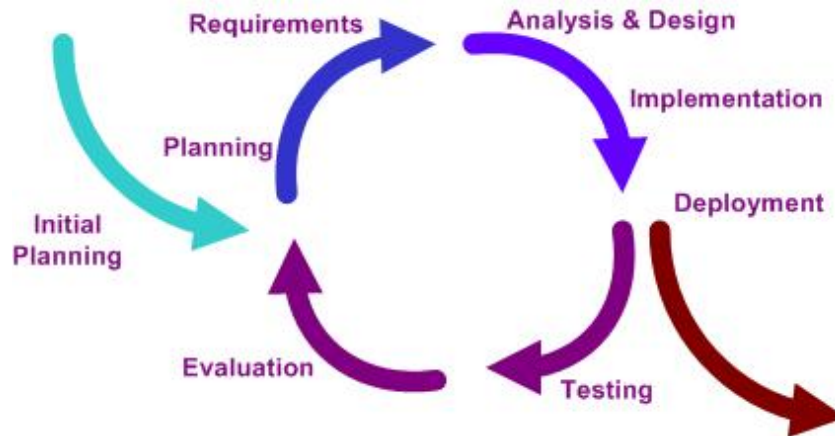 Requirements
Analysis & Design
Implementation
Planning
Deployment
Initial
Planning
Evaluation
Testing